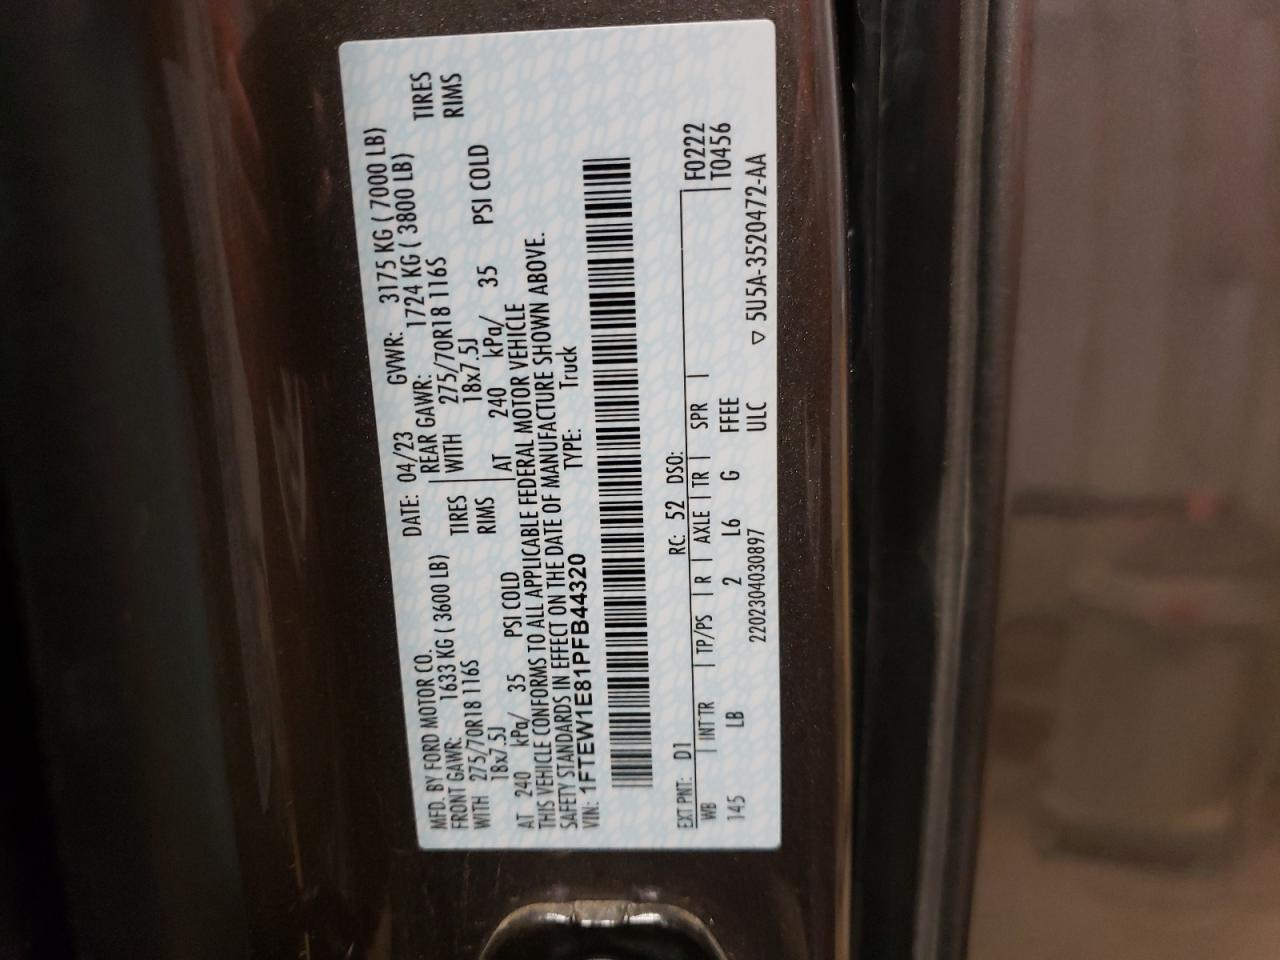 MFD. BY FORD MOTOR CO. DATE: 04/23 GVWR: 3175 KG ( 7000 LB)
FRONT GAWR: 1633 KG ( 3600 LB) REAR GAWR: 1724 KG ( 3800 LB)
WITH 275/70R18 116S TIRES WITH 275/70R18 116S TIRES
18x7.5J RIMS 18x7.5J RIMS
AT 240 kPa/ 35 PSI COLD AT 240 kPa/ 35 PSI COLD
THIS VEHICLE CONFORMS TO ALL APPLICABLE FEDERAL MOTOR VEHICLE
SAFETY STANDARDS IN EFFECT ON THE DATE OF MANUFACTURE SHOWN ABOVE.
VIN: 1FTEW1E81PFB44320 TYPE: Truck
EXT PNT: D1 RC: 52 DSO: F0222
WB | INT TR | TP/PS | R | AXLE | TR | SPR | T0456
145 LB 2 L6 G FFEE
2202304030897 ULC ▽ 5U5A-3520472-AA